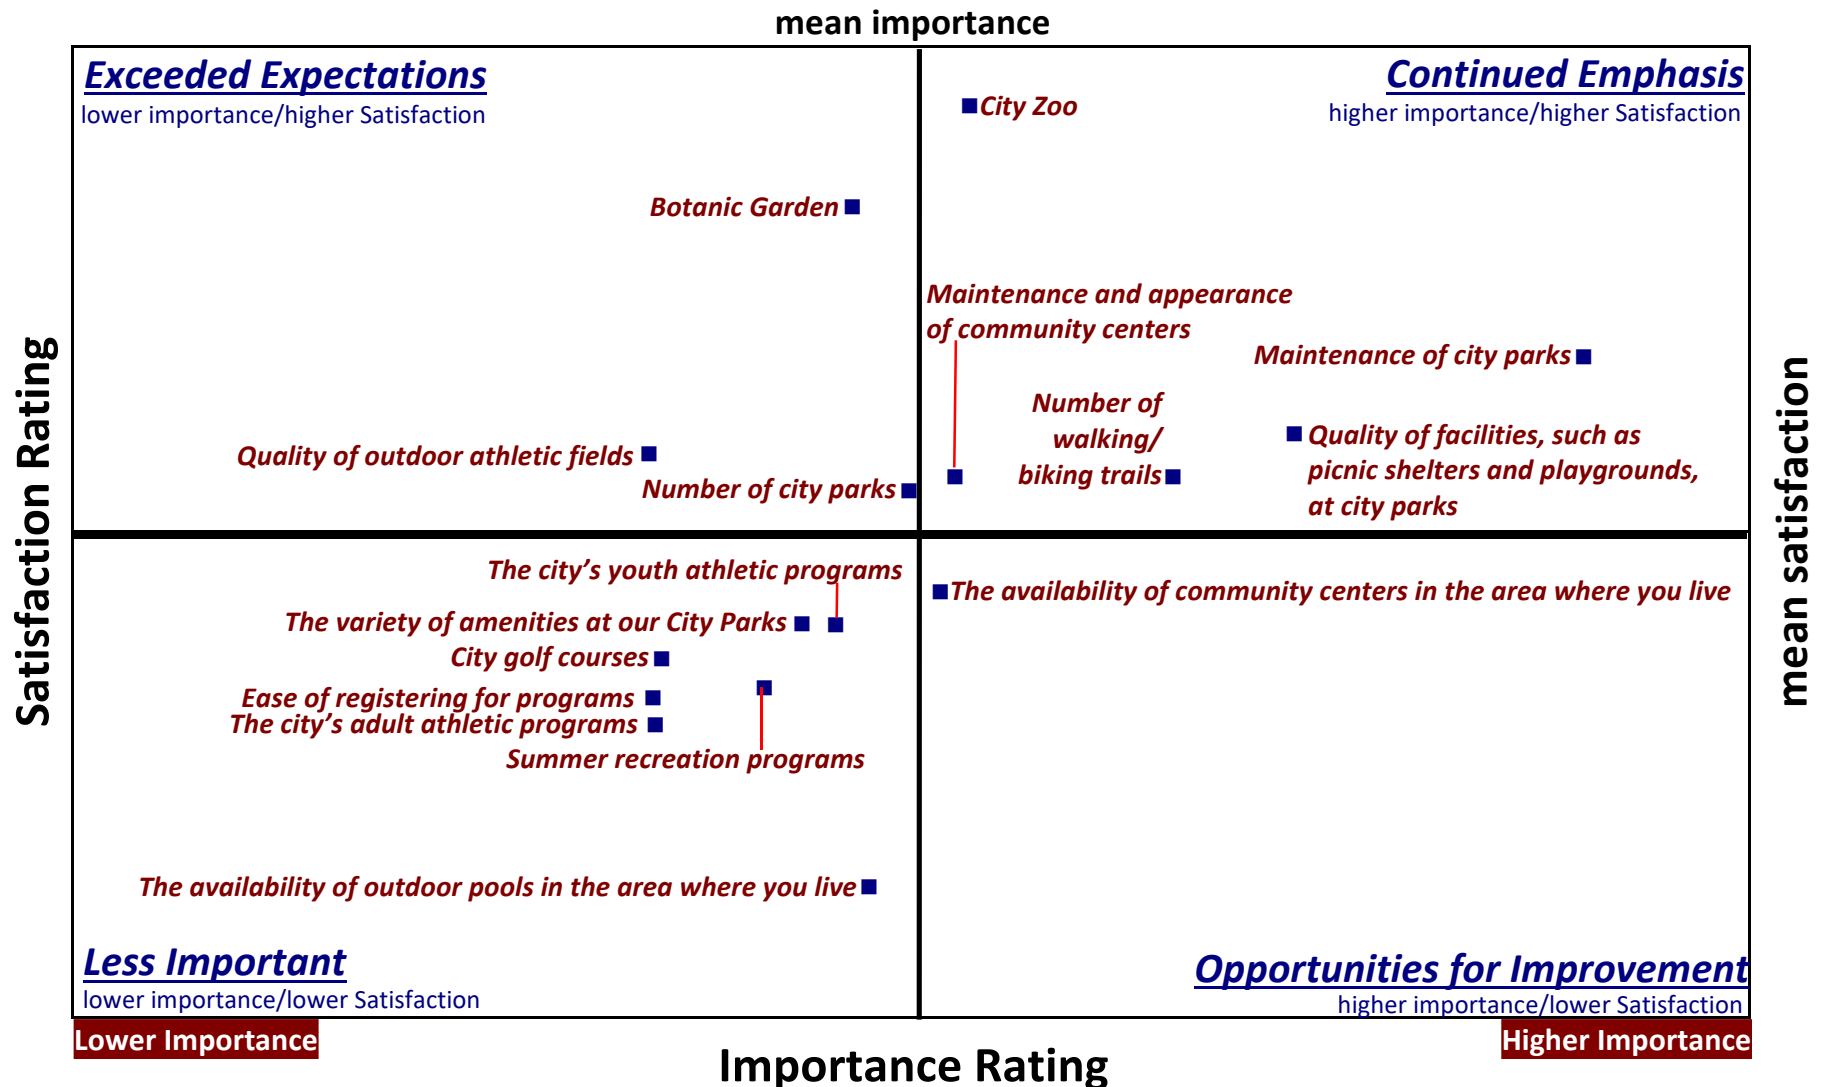 mean importance
Exceeded Expectations
lower importance/higher Satisfaction
Continued Emphasis
higher importance/higher Satisfaction
City Zoo
Botanic Garden
Maintenance and appearance
of community centers
Maintenance of city parks
Number of
walking/
biking trails
Quality of facilities, such as
picnic shelters and playgrounds,
at city parks
Quality of outdoor athletic fields
Number of city parks
Satisfaction Rating
mean satisfaction
The city’s youth athletic programs
The availability of community centers in the area where you live
The variety of amenities at our City Parks
City golf courses
Ease of registering for programs
The city’s adult athletic programs
Summer recreation programs
The availability of outdoor pools in the area where you live
Less Important
lower importance/lower Satisfaction
Opportunities for Improvement
higher importance/lower Satisfaction
Lower Importance
Importance Rating
Higher Importance